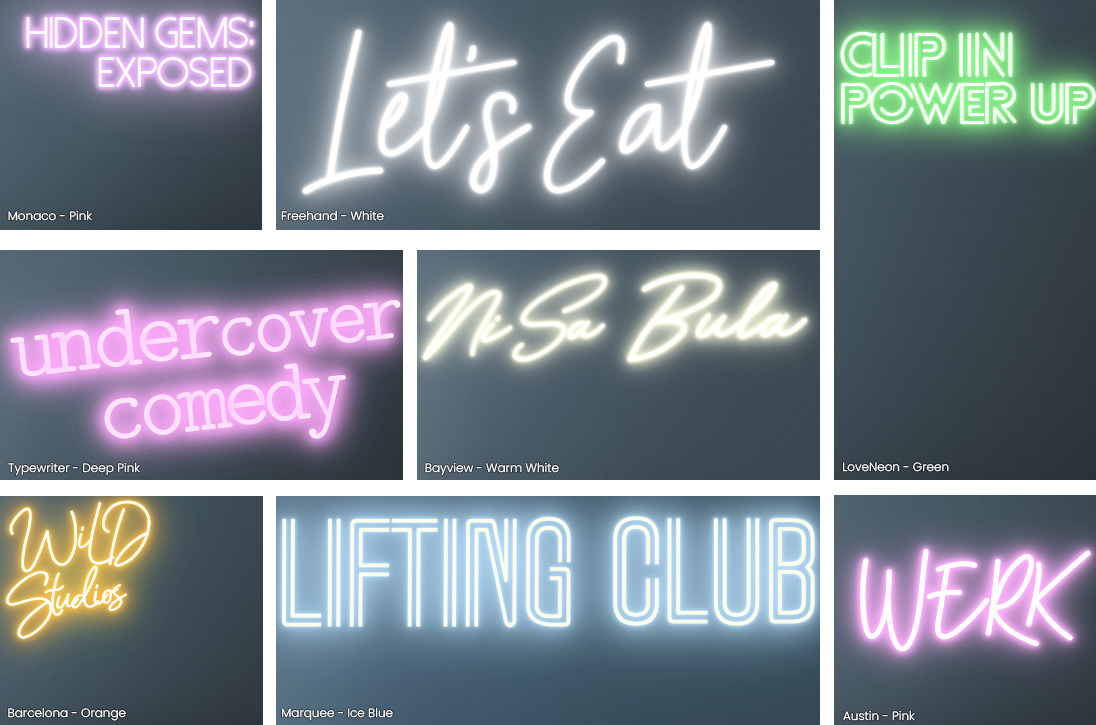 HIDDEN GEMS:
EXPOSED
Monaco - Pink
Let's Eat
Freehand - White
CLIP IN
POWER UP
LoveNeon - Green
undercover
comedy
Typewriter - Deep Pink
Ni Sa Bula
Bayview - Warm White
WilD
Studios
Barcelona - Orange
LIFTING CLUB
Marquee - Ice Blue
WERK
Austin - Pink